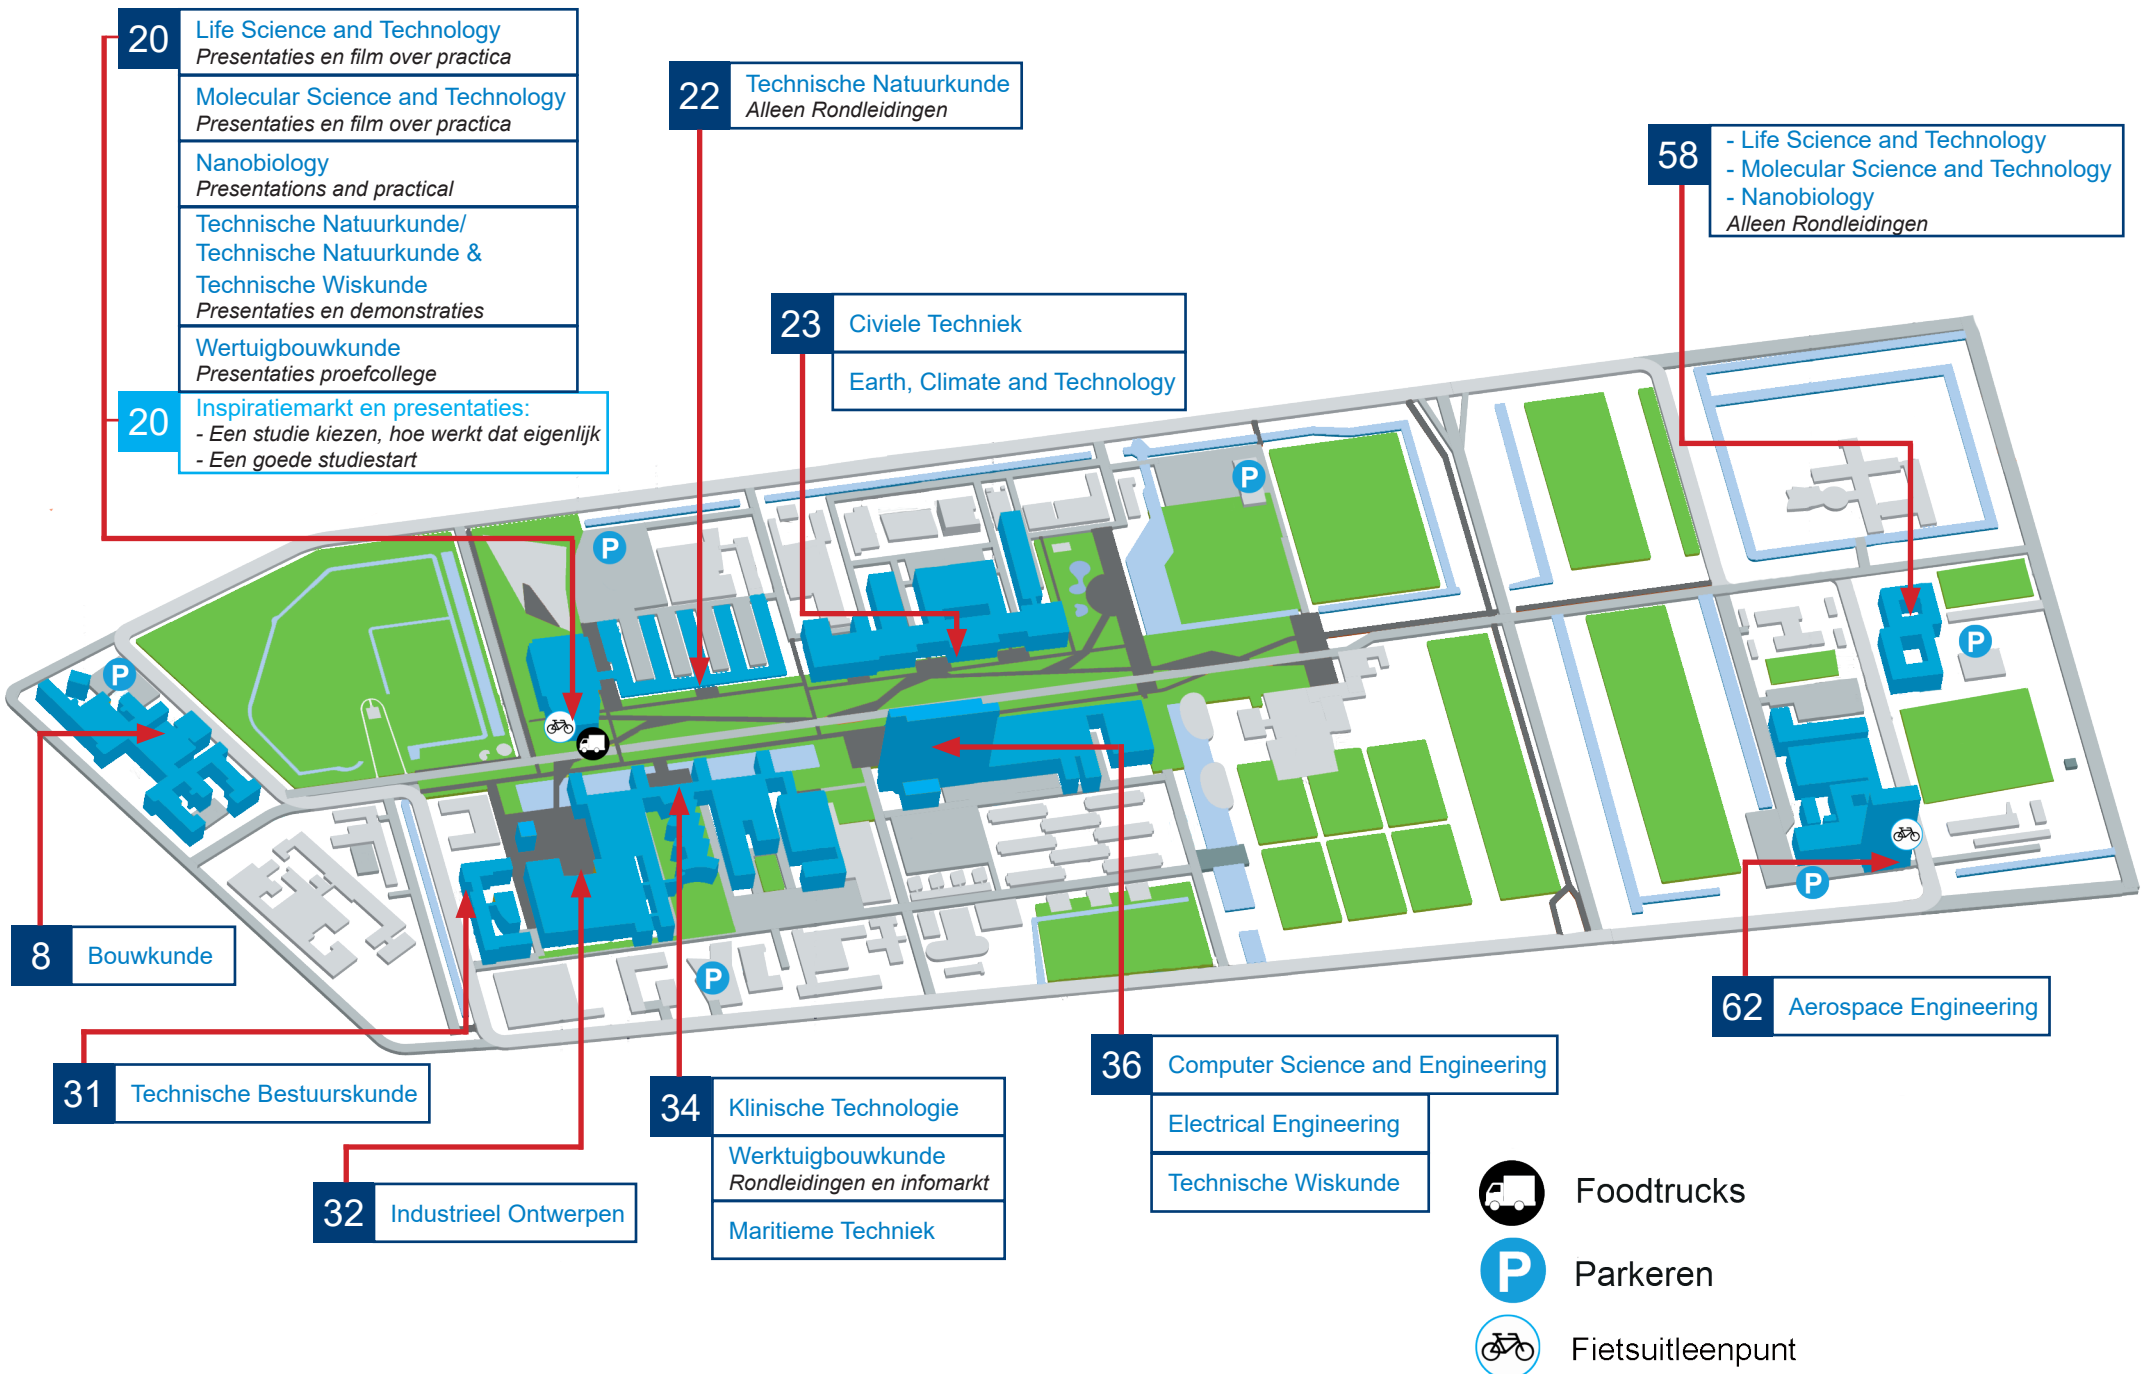 20
Life Science and Technology
Presentaties en film over practica
Molecular Science and Technology
Presentaties en film over practica
Nanobiology
Presentations and practical
Technische Natuurkunde/
Technische Natuurkunde &
Technische Wiskunde
Presentaties en demonstraties
Wertuigbouwkunde
Presentaties proefcollege
20
Inspiratiemarkt en presentaties:
- Een studie kiezen, hoe werkt dat eigenlijk
- Een goede studiestart
22
Technische Natuurkunde
Alleen Rondleidingen
58
- Life Science and Technology
- Molecular Science and Technology
- Nanobiology
Alleen Rondleidingen
23
Civiele Techniek
Earth, Climate and Technology
P
P
P
P
P
P
8
Bouwkunde
31
Technische Bestuurskunde
32
Industrieel Ontwerpen
34
Klinische Technologie
Werktuigbouwkunde
Rondleidingen en infomarkt
Maritieme Techniek
36
Computer Science and Engineering
Electrical Engineering
Technische Wiskunde
62
Aerospace Engineering
Foodtrucks
P
Parkeren
Fietsuitleenpunt